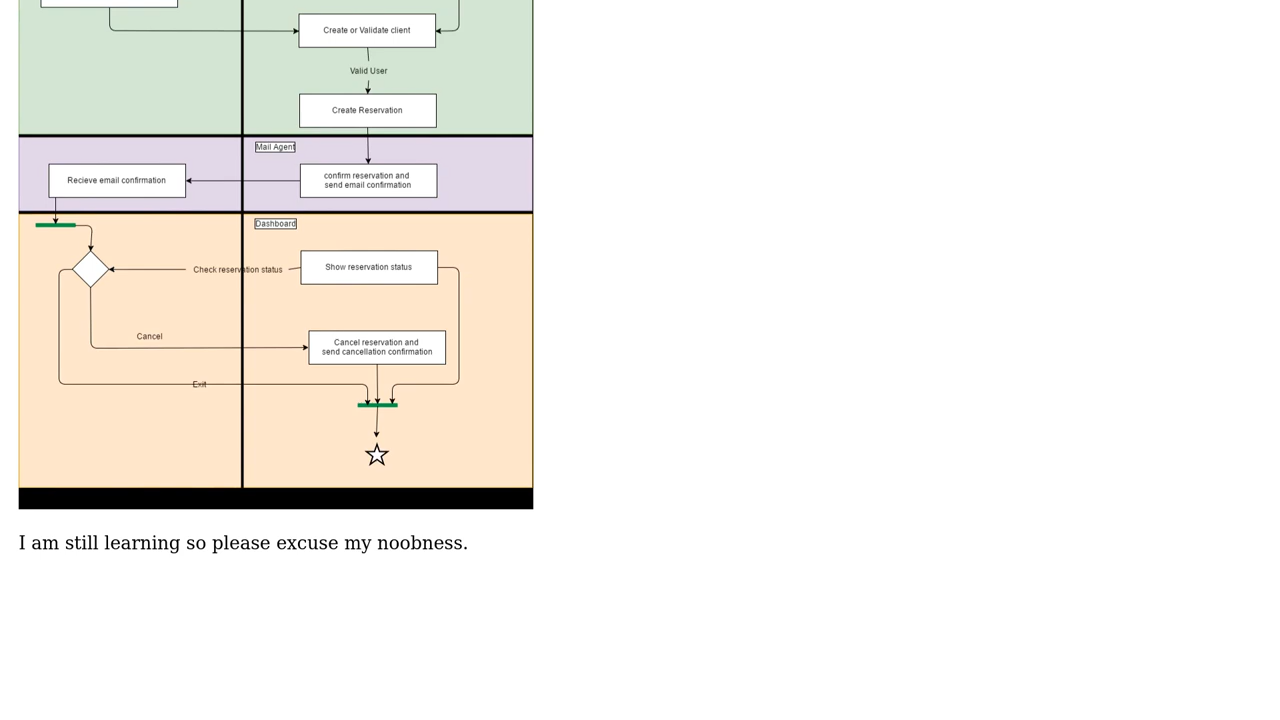 Create or Validate client
Valid User
Create Reservation
Mail Agent
Recieve email confirmation
confirm reservation and
send email confirmation
Dashboard
Check reservation status
Show reservation status
Cancel
Cancel reservation and
send cancellation confirmation
Exit
I am still learning so please excuse my noobness.